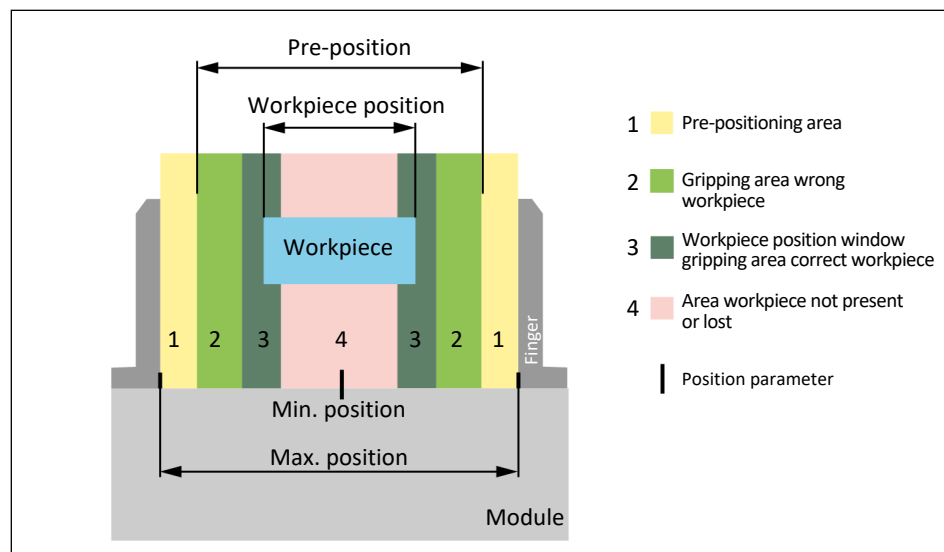 Pre-position
Workpiece position
Workpiece
1 2 3 4 3 2 1
Finger
Min. position
Max. position
Module
1 Pre-positioning area
2 Gripping area wrong
workpiece
3 Workpiece position window
gripping area correct workpiece
4 Area workpiece not present
or lost
Position parameter